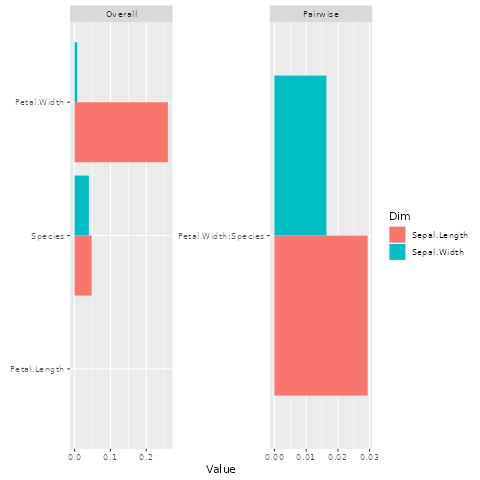 Overall
Pairwise
Petal.Width
Species
Petal.Length
Petal.Width:Species
0.0 0.1 0.2
0.00 0.01 0.02 0.03
Value
Dim
Sepal.Length
Sepal.Width